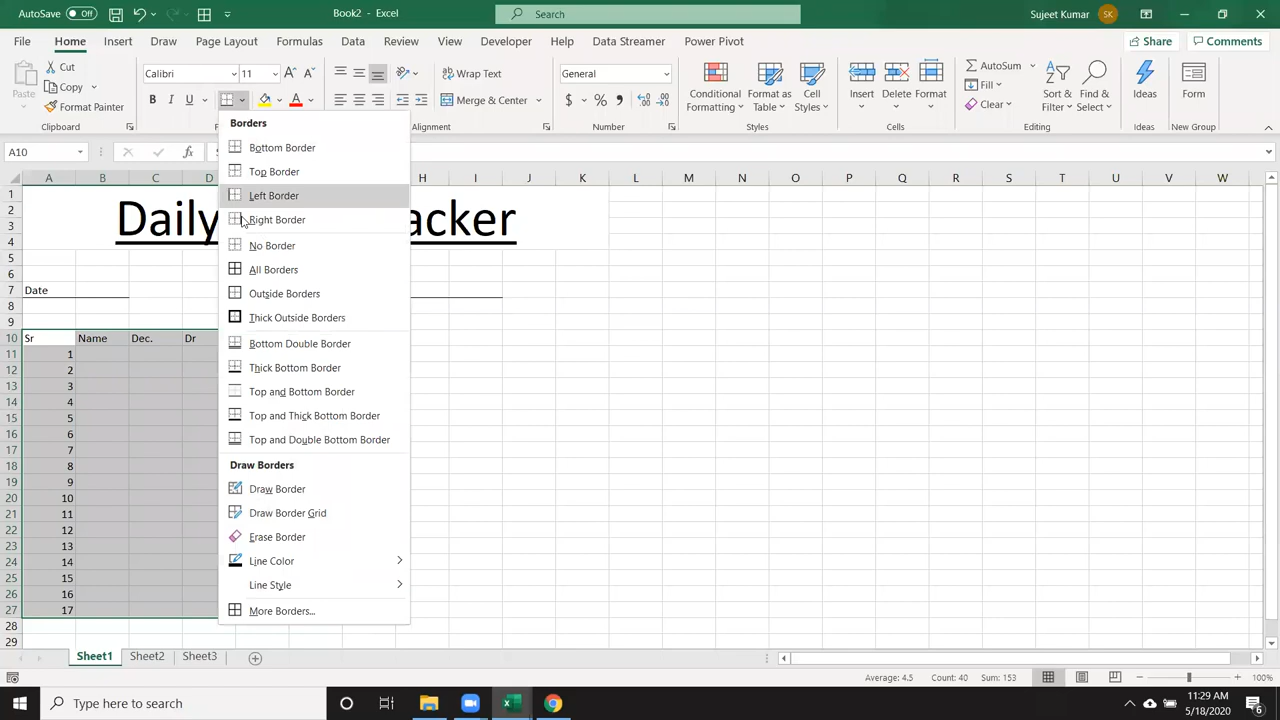 AutoSave Off Book2 - Excel Search Sujeet Kumar SK
File Home Insert Draw Page Layout Formulas Data Review View Developer Help Data Streamer Power Pivot Share Comments
Paste Cut Copy Format Painter Clipboard
Calibri 11
B I U A
Wrap Text
Merge & Center
Alignment
General
$ % , Number
Conditional Formatting Format as Table Cell Styles Styles
Insert Delete Format Cells
AutoSum Fill Clear Sort & Filter Find & Select Editing
Ideas Ideas
Form New Group
A10 fx
A B C D H I J K L M N O P Q R S T U V W
Borders
Bottom Border
Top Border
Left Border
Right Border
No Border
All Borders
Outside Borders
Thick Outside Borders
Bottom Double Border
Thick Bottom Border
Top and Bottom Border
Top and Thick Bottom Border
Top and Double Bottom Border
Draw Borders
Draw Border
Draw Border Grid
Erase Border
Line Color
Line Style
More Borders...
1
2 Daily acker
3
4
5
6
7 Date
8
9
10 Sr Name Dec. Dr
11 1
12 2
13 3
14 4
15 5
16 6
17 7
18 8
19 9
20 10
21 11
22 12
23 13
24 14
25 15
26 16
27 17
28
29
Sheet1 Sheet2 Sheet3
Average: 4.5 Count: 40 Sum: 153 100%
Type here to search
11:29 AM
5/18/2020
6